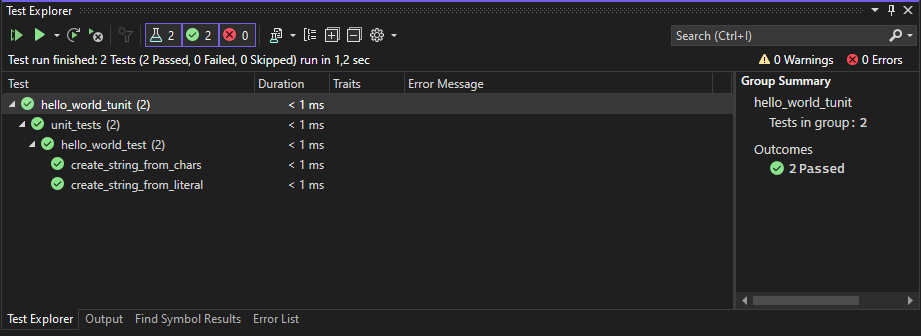 Test Explorer
2 2 0 Search (Ctrl+I)
Test run finished: 2 Tests (2 Passed, 0 Failed, 0 Skipped) run in 1,2 sec 0 Warnings 0 Errors
Test Duration Traits Error Message
hello_world_tunit (2) < 1 ms
unit_tests (2) < 1 ms
hello_world_test (2) < 1 ms
create_string_from_chars < 1 ms
create_string_from_literal < 1 ms
Group Summary
hello_world_tunit
Tests in group: 2
Outcomes
2 Passed
Test Explorer Output Find Symbol Results Error List